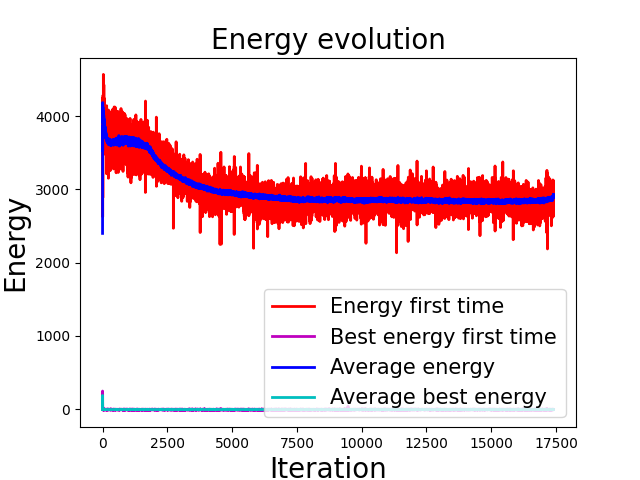 Energy evolution
Energy
4000
3000
2000
1000
0
Energy first time
Best energy first time
Average energy
Average best energy
0 2500 5000 7500 10000 12500 15000 17500
Iteration